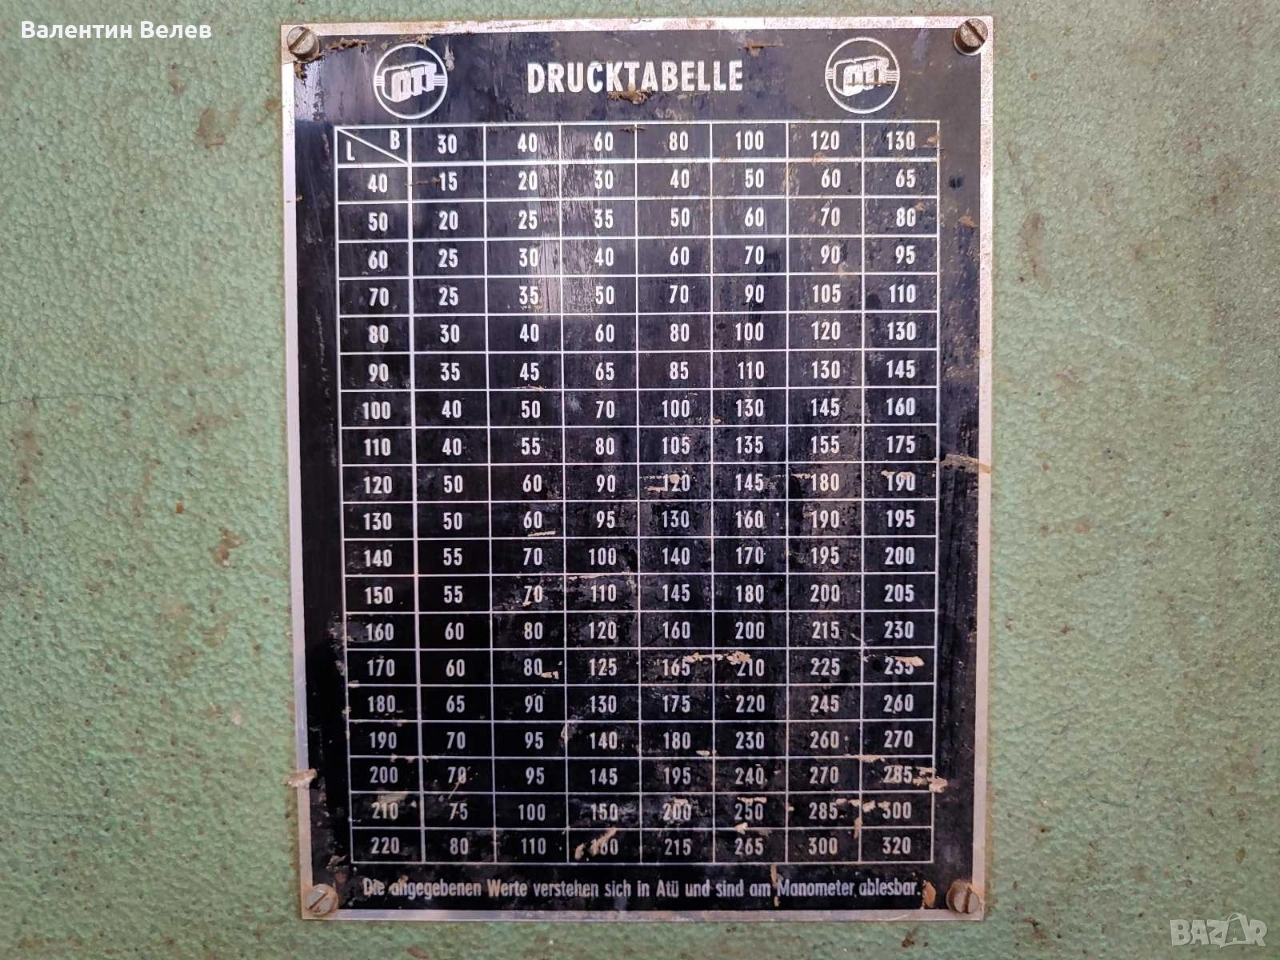 Валентин Велев
OTT DRUCKTABELLE OTT
L B 30 40 60 80 100 120 130
40 15 20 30 40 50 60 65
50 20 25 35 50 60 70 80
60 25 30 40 60 70 90 95
70 25 35 50 70 90 105 110
80 30 40 60 80 100 120 130
90 35 45 65 85 110 130 145
100 40 50 70 100 130 145 160
110 40 55 80 105 135 155 175
120 50 60 90 120 145 180 190
130 50 60 95 130 160 190 195
140 55 70 100 140 170 195 200
150 55 70 110 145 180 200 205
160 60 80 120 160 200 215 230
170 60 80 125 165 210 225 235
180 65 90 130 175 220 245 260
190 70 95 140 180 230 260 270
200 70 95 145 195 240 270 285
210 75 100 150 200 250 285 300
220 80 110 160 215 265 300 320
Die angegebenen Werte verstehen sich in Atü und sind am Manometer ablesbar.
BAZAR